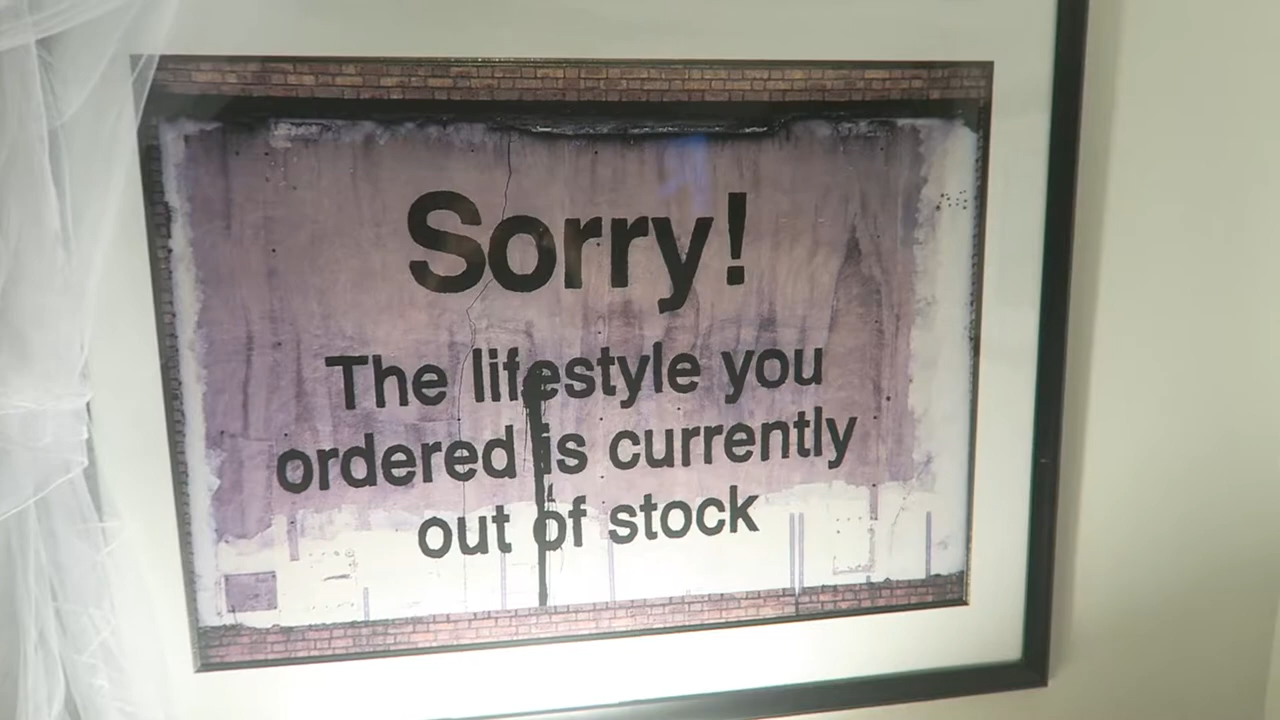 Sorry!
The lifestyle you
ordered is currently
out of stock